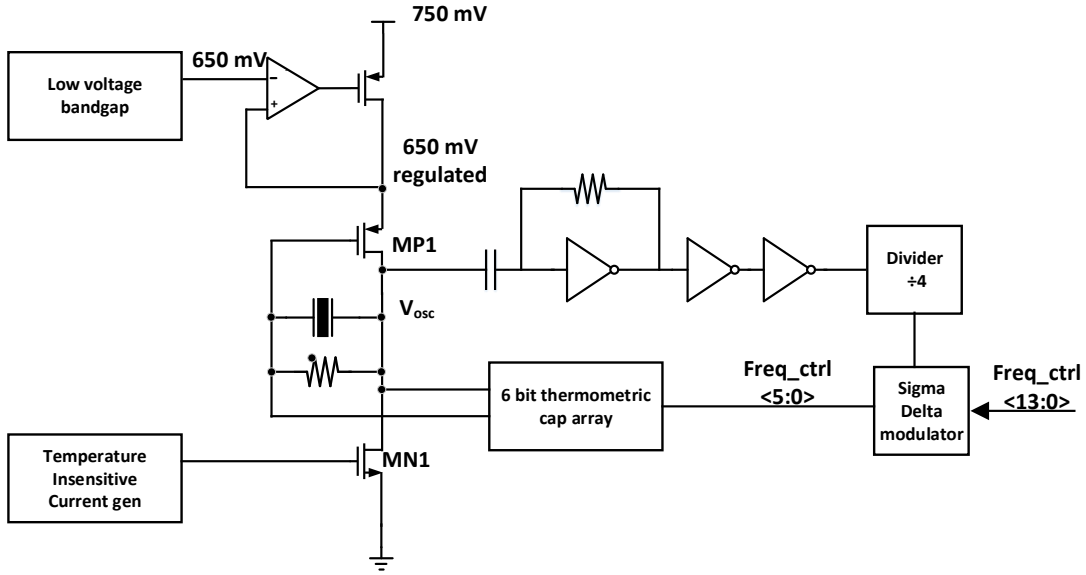 750 mV
650 mV
Low voltage
bandgap
−
+
650 mV
regulated
MP1
Divider
÷4
Vosc
Freq_ctrl
<5:0>
Freq_ctrl
<13:0>
6 bit thermometric
cap array
Sigma
Delta
modulator
Temperature
Insensitive
Current gen
MN1